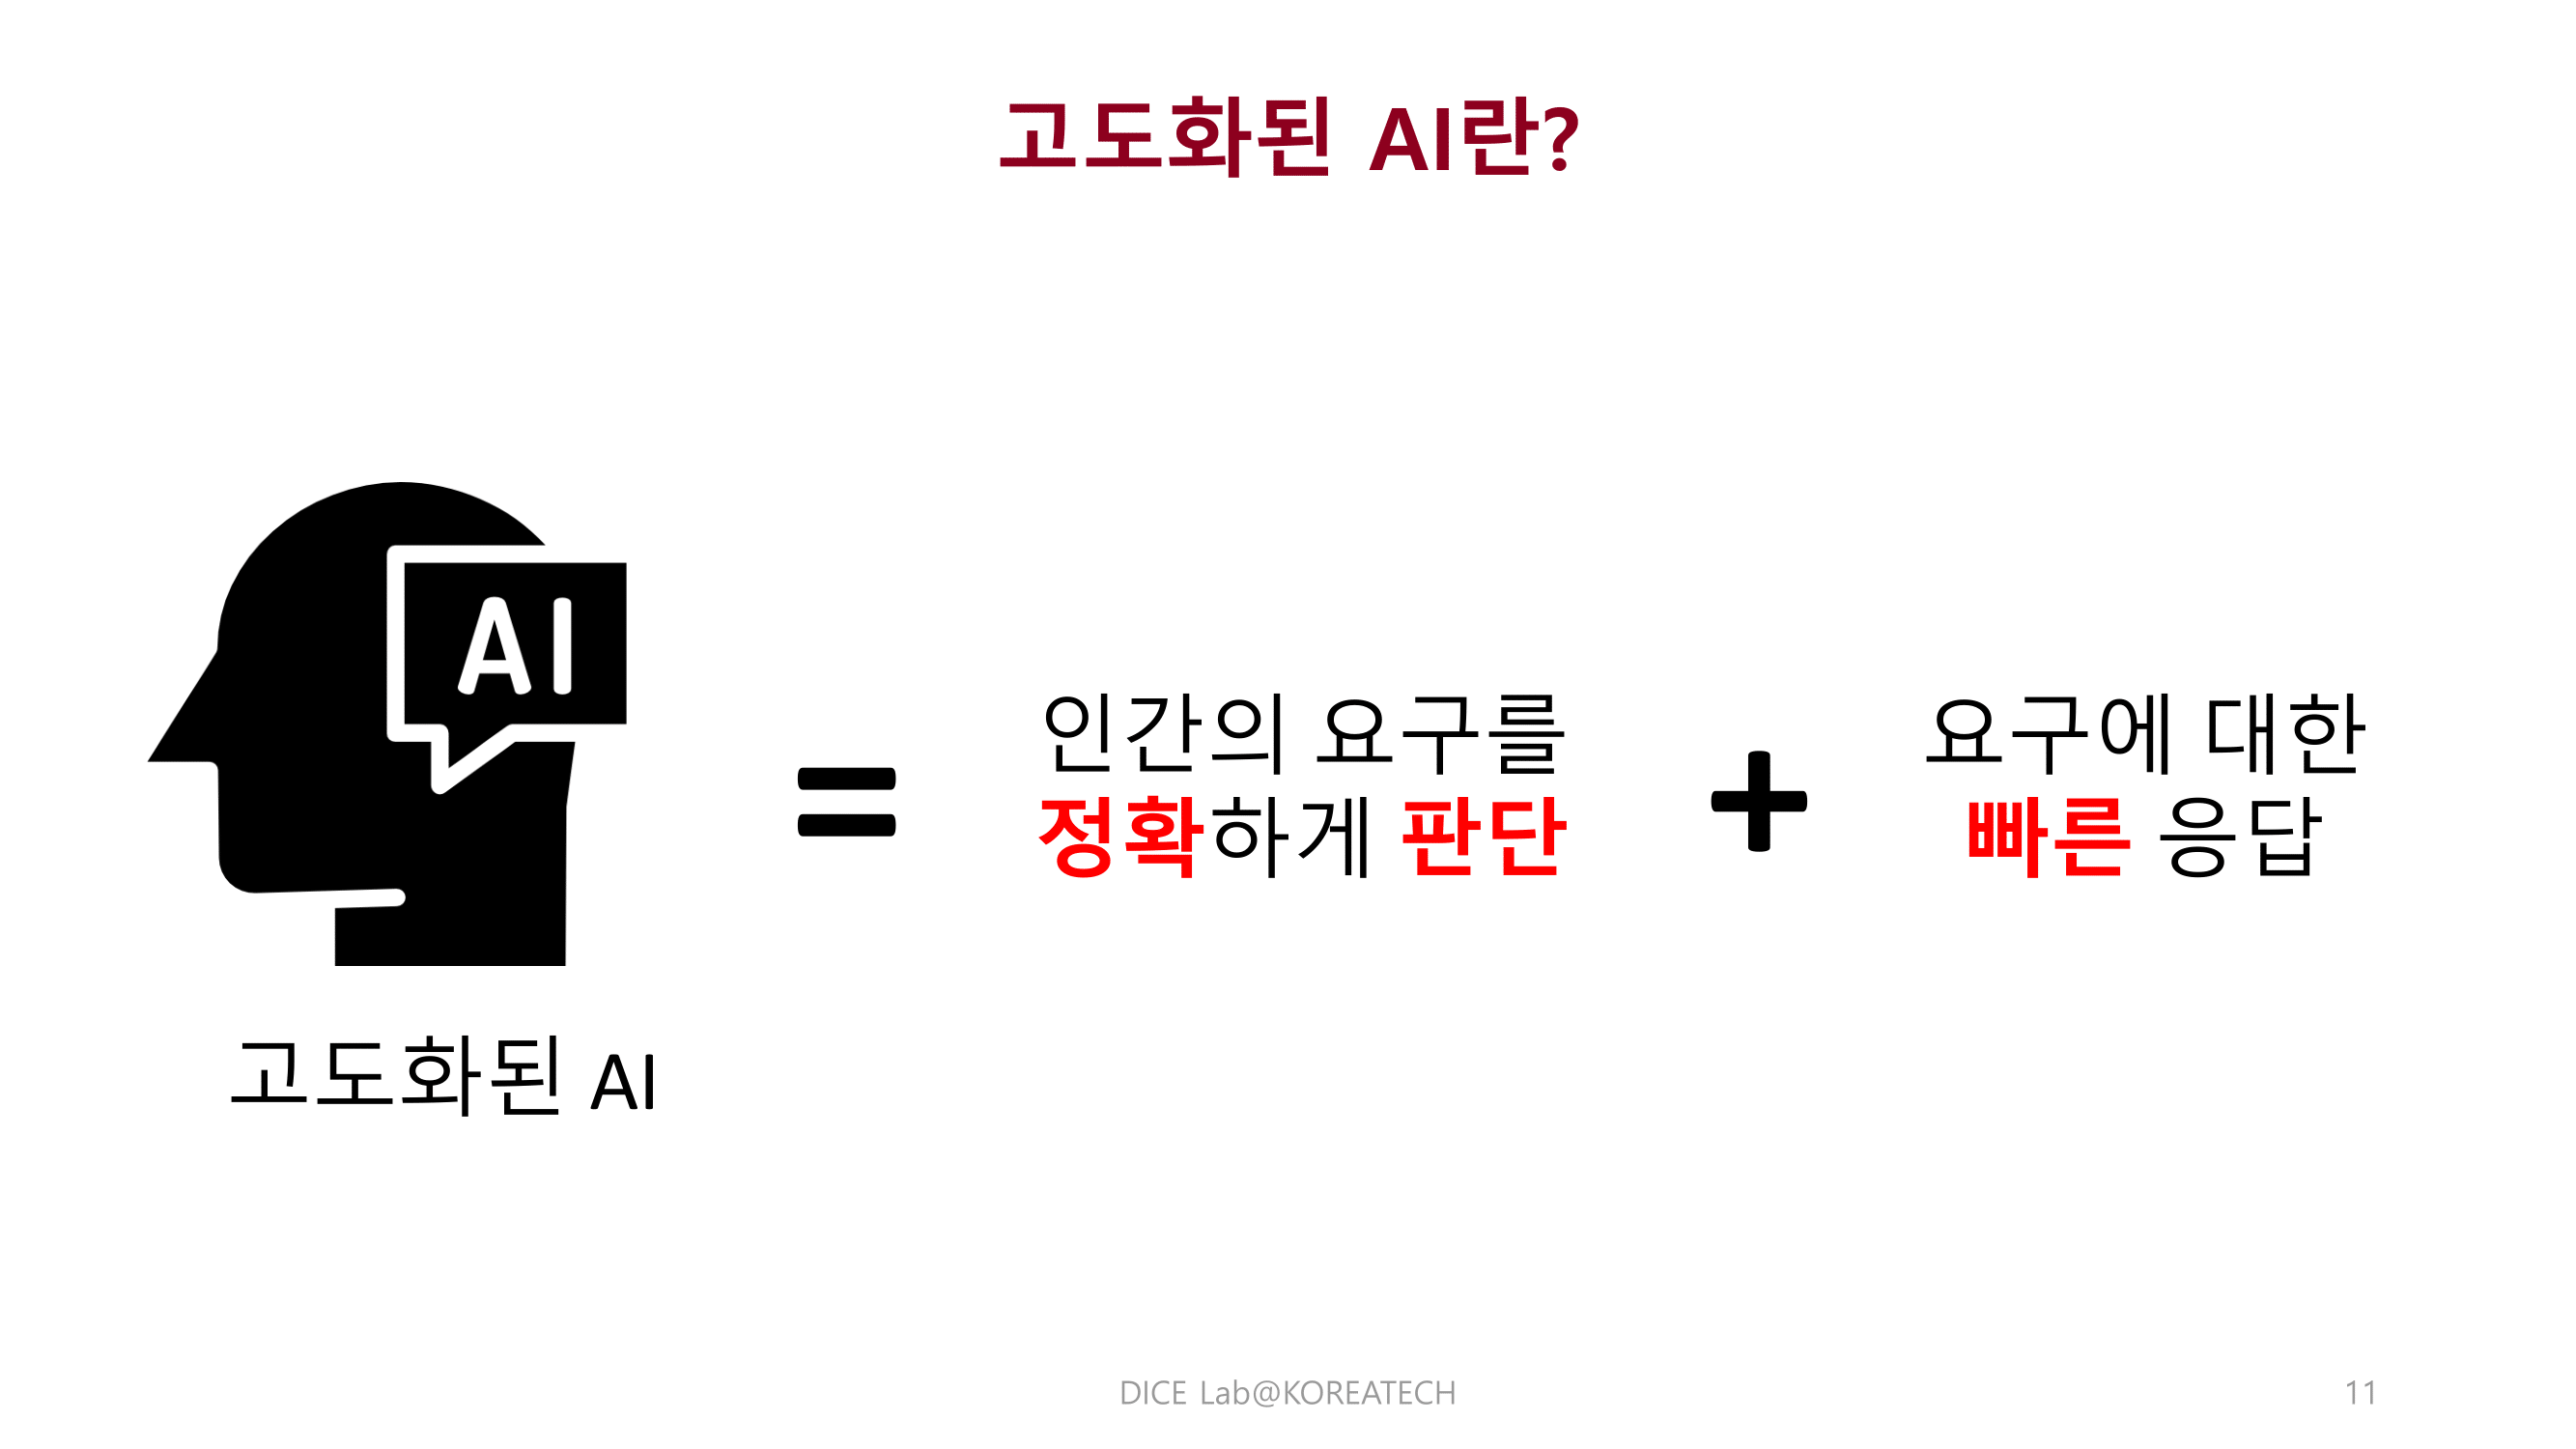 고도화된 AI란?
AI
고도화된 AI
=
인간의 요구를
정확하게 판단
+
요구에 대한
빠른 응답
DICE Lab@KOREATECH
11